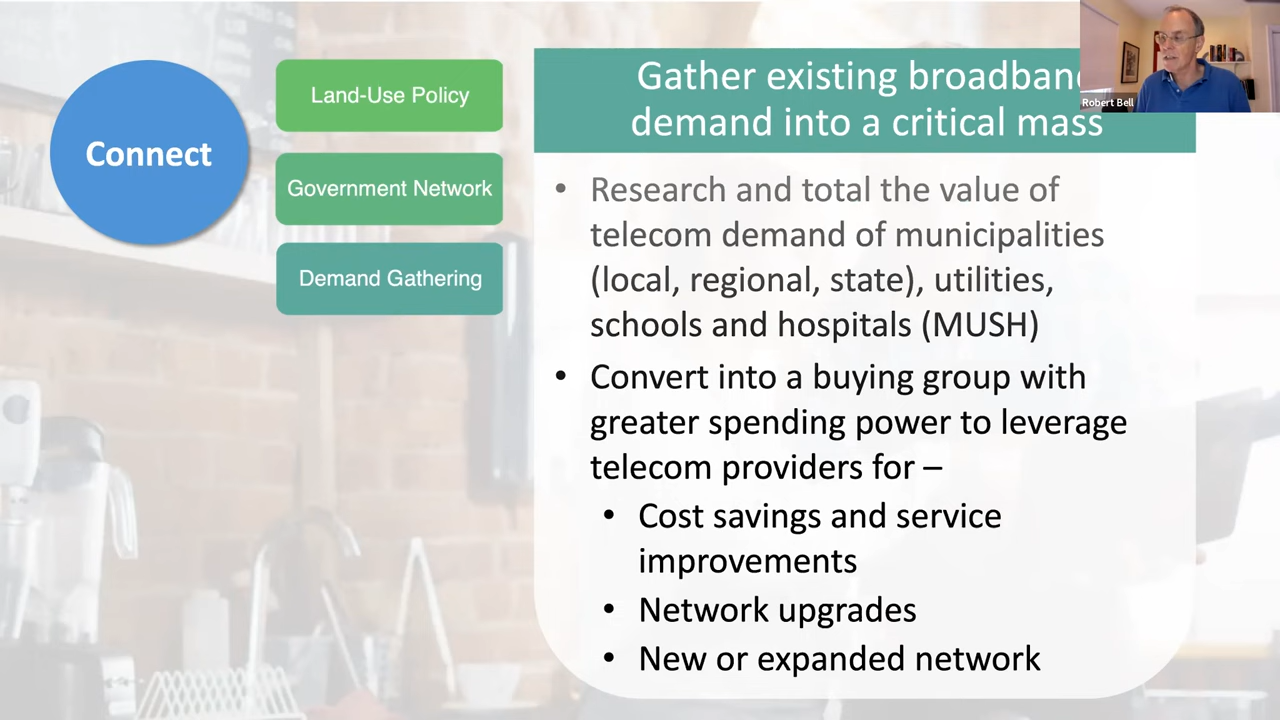 Connect
Land-Use Policy
Government Network
Demand Gathering
Gather existing broadband
demand into a critical mass
• Research and total the value of
telecom demand of municipalities
(local, regional, state), utilities,
schools and hospitals (MUSH)
• Convert into a buying group with
greater spending power to leverage
telecom providers for –
• Cost savings and service
improvements
• Network upgrades
• New or expanded network
Robert Bell